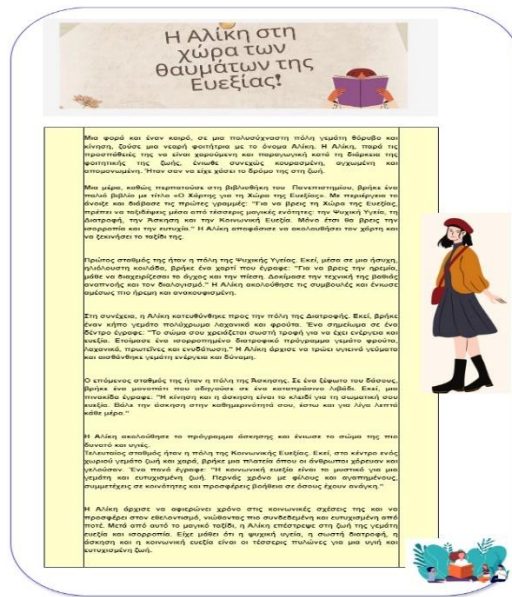 Η Αλίκη στη
χώρα των
θαυμάτων της
Ευεξίας!
Μια φορά και έναν καιρό, σε μια πολυσύχναστη πόλη γεμάτη θόρυβο και
κίνηση, ζούσε μια νεαρή φοιτήτρια με το όνομα Αλίκη. Η Αλίκη, παρά τις
προσπάθειές της να είναι χαρούμενη και παραγωγική κατά τη διάρκεια της
φοιτητικής της ζωής, ένιωθε συνεχώς κουρασμένη, αγχωμένη και
απομονωμένη. Ήταν σαν να είχε χάσει το δρόμο της στη ζωή.
Μια μέρα, καθώς περπατούσε στη βιβλιοθήκη του Πανεπιστημίου, βρήκε ένα
παλιό βιβλίο με τίτλο «Ο Χάρτης για τη Χώρα της Ευεξίας». Με περιέργεια το
άνοιξε και διάβασε τις πρώτες γραμμές: "Για να βρεις τη Χώρα της Ευεξίας,
πρέπει να ταξιδέψεις μέσα από τέσσερις μαγικές ενότητες: την Ψυχική Υγεία, τη
Διατροφή, την Άσκηση και την Κοινωνική Ευεξία. Μόνο έτσι θα βρεις την
ισορροπία και την ευτυχία." Η Αλίκη αποφάσισε να ακολουθήσει τον χάρτη και
να ξεκινήσει το ταξίδι της.
Πρώτος σταθμός της ήταν η πόλη της Ψυχικής Υγείας. Εκεί, μέσα σε μια ήσυχη,
ηλιόλουστη κοιλάδα, βρήκε ένα χαρτί που έγραφε: "Για να βρεις την ηρεμία,
μάθε να διαχειρίζεσαι το άγχος και την πίεση. Δοκίμασε την τεχνική της βαθιάς
αναπνοής και τον διαλογισμό." Η Αλίκη ακολούθησε τις συμβουλές και ένιωσε
αμέσως πιο ήρεμη και ανακουφισμένη.
Στη συνέχεια, η Αλίκη κατευθύνθηκε προς την πόλη της Διατροφής. Εκεί, βρήκε
έναν κήπο γεμάτο πολύχρωμα λαχανικά και φρούτα. Ένα σημείωμα σε ένα
δέντρο έγραφε: "Το σώμα σου χρειάζεται σωστή τροφή για να έχει ενέργεια και
ευεξία. Ετοίμασε ένα ισορροπημένο διατροφικό πρόγραμμα γεμάτο φρούτα,
λαχανικά, πρωτεΐνες και ενυδάτωση." Η Αλίκη άρχισε να τρώει υγιεινά γεύματα
και αισθάνθηκε γεμάτη ενέργεια και δύναμη.
Ο επόμενος σταθμός της ήταν η πόλη της Άσκησης. Σε ένα ξέφωτο του δάσους,
βρήκε ένα μονοπάτι που οδηγούσε σε ένα καταπράσινο λιβάδι. Εκεί, μια
πινακίδα έγραφε: "Η κίνηση και η άσκηση είναι το κλειδί για τη σωματική σου
ευεξία. Βάλε την άσκηση στην καθημερινότητά σου, έστω και για λίγα λεπτά
κάθε μέρα."
Η Αλίκη ακολούθησε το πρόγραμμα άσκησης και ένιωσε το σώμα της πιο
δυνατό και υγιές.
Τελευταίος σταθμός ήταν η πόλη της Κοινωνικής Ευεξίας. Εκεί, στο κέντρο ενός
χωριού γεμάτο ζωή και χαρά, βρήκε μια πλατεία όπου οι άνθρωποι χόρευαν και
γελούσαν. Ένα πανό έγραφε: "Η κοινωνική ευεξία είναι το μυστικό για μια
γεμάτη και ευτυχισμένη ζωή. Περνάς χρόνο με φίλους και αγαπημένους,
συμμετέχεις σε κοινότητες και προσφέρεις βοήθεια σε όσους έχουν ανάγκη."
Η Αλίκη άρχισε να αφιερώνει χρόνο στις κοινωνικές σχέσεις της και να
προσφέρει στον εθελοντισμό, νιώθοντας πιο συνδεδεμένη και ευτυχισμένη από
ποτέ. Μετά από αυτό το μαγικό ταξίδι, η Αλίκη επέστρεψε στη ζωή της γεμάτη
ευεξία και ισορροπία. Είχε μάθει ότι η ψυχική υγεία, η σωστή διατροφή, η
άσκηση και η κοινωνική ευεξία είναι οι τέσσερις πυλώνες για μια υγιή και
ευτυχισμένη ζωή.